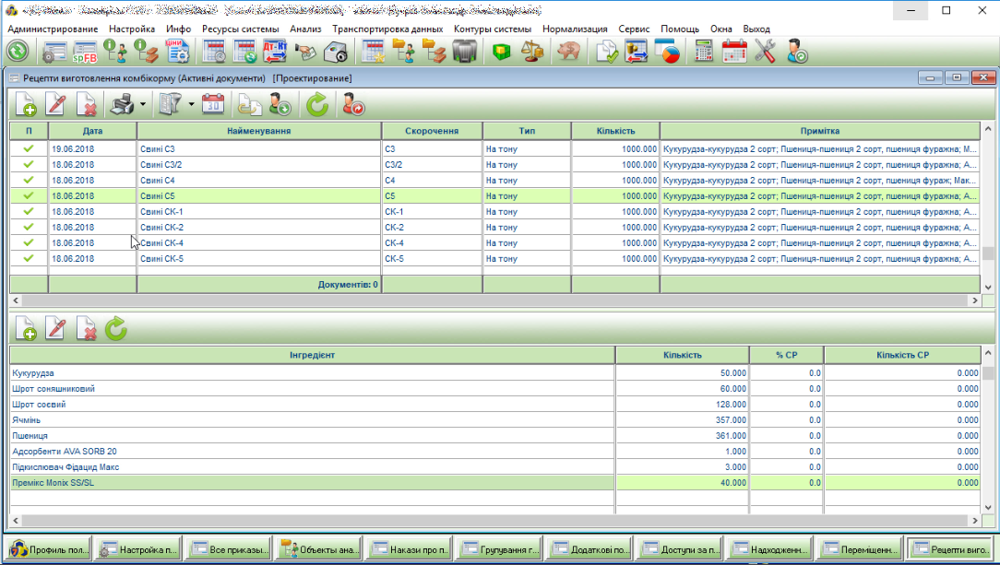 Администрирование Настройка Инфо Ресурсы системы Анализ Транспортировка данных Контуры системы Нормализация Сервис Помощь Окна Выход
spFB ЦІНИ ДТ-КТ
Рецепти виготовлення комбікорму (Активні документи) [Проектирование]
30
П Дата Найменування Скорочення Тип Кількість Примітка
19.06.2018 Свині С3 С3 На тону 1000.000 Кукурудза-кукурудза 2 сорт; Пшениця-пшениця 2 сорт, пшениця фуражна; М...
18.06.2018 Свині С3/2 С3/2 На тону 1000.000 Кукурудза-кукурудза 2 сорт; Пшениця-пшениця 2 сорт, пшениця фуражна; А...
18.06.2018 Свині С4 С4 На тону 1000.000 Кукурудза-кукурудза 2 сорт; Пшениця-пшениця 2 сорт, пшениця фураж; Мак...
18.06.2018 Свині С5 С5 На тону 1000.000 Кукурудза-кукурудза 2 сорт; Пшениця-пшениця 2 сорт, пшениця фуражна; А...
18.06.2018 Свині СК-1 СК-1 На тону 1000.000 Кукурудза-кукурудза 2 сорт; Пшениця-пшениця 2 сорт, пшениця фуражна; А...
18.06.2018 Свині СК-2 СК-2 На тону 1000.000 Кукурудза-кукурудза 2 сорт; Пшениця-пшениця 2 сорт, пшениця фуражна; А...
18.06.2018 Свині СК-4 СК-4 На тону 1000.000 Кукурудза-кукурудза 2 сорт; Пшениця-пшениця 2 сорт, пшениця фуражна; А...
18.06.2018 Свині СК-5 СК-5 На тону 1000.000 Кукурудза-кукурудза 2 сорт; Пшениця-пшениця 2 сорт, пшениця фуражна; А...
Документів: 0
Інгредієнт Кількість % СР Кількість СР
Кукурудза 50.000 0.0 0.000
Шрот соняшниковий 60.000 0.0 0.000
Шрот соєвий 128.000 0.0 0.000
Ячмінь 357.000 0.0 0.000
Пшениця 361.000 0.0 0.000
Адсорбенти AVA SORB 20 1.000 0.0 0.000
Підкислювач Фідацид Макс 3.000 0.0 0.000
Премікс Monix SS/SL 40.000 0.0 0.000
Профиль пол... Настройка п... Все приказы... Объекты ана... Накази про п... Групування г... Додаткові по... Доступи за п... Надходженн... Переміщенн... Рецепти виго...